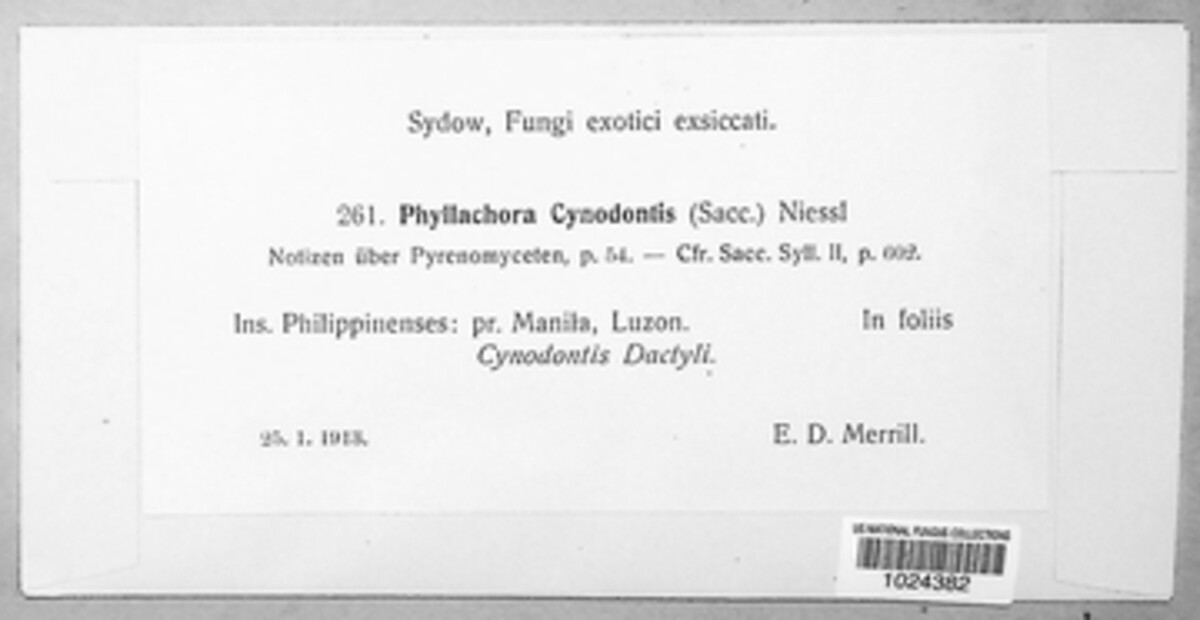 Sydow, Fungi exotici exsiccati.
261. Phyllachora Cynodontis (Sacc.) Niessl
Notizen über Pyrenomyceten, p. 54. — Cfr. Sacc. Syll. II, p. 602.
Ins. Philippinenses: pr. Manila, Luzon. In foliis
Cynodontis Dactyli.
25. 1. 1913. E. D. Merrill.
US NATIONAL FUNGUS COLLECTIONS
1024382